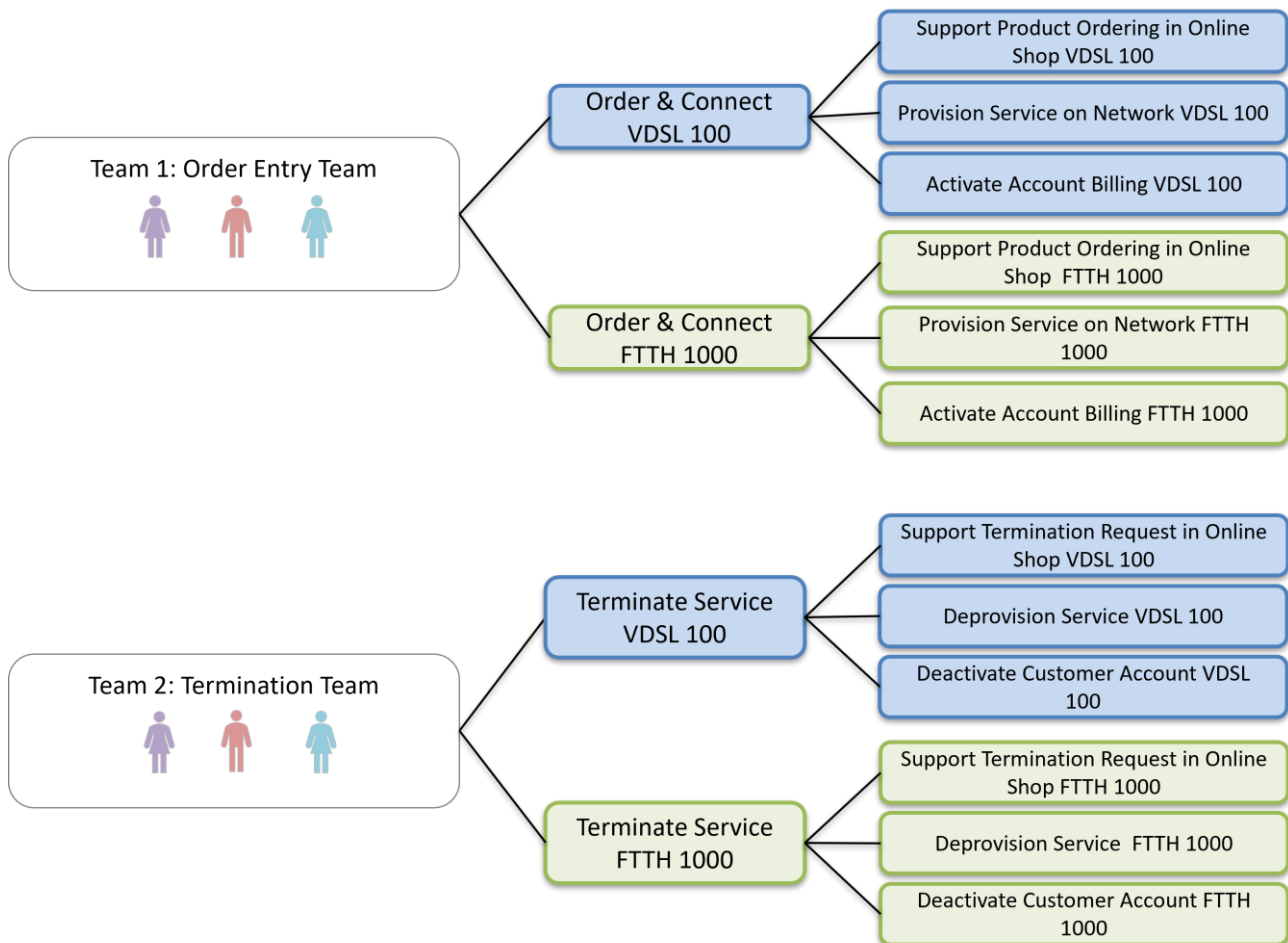 Team 1: Order Entry Team
Order & Connect
VDSL 100
Support Product Ordering in Online
Shop VDSL 100
Provision Service on Network VDSL 100
Activate Account Billing VDSL 100
Order & Connect
FTTH 1000
Support Product Ordering in Online
Shop FTTH 1000
Provision Service on Network FTTH
1000
Activate Account Billing FTTH 1000
Team 2: Termination Team
Terminate Service
VDSL 100
Support Termination Request in Online
Shop VDSL 100
Deprovision Service VDSL 100
Deactivate Customer Account VDSL
100
Terminate Service
FTTH 1000
Support Termination Request in Online
Shop FTTH 1000
Deprovision Service FTTH 1000
Deactivate Customer Account FTTH
1000